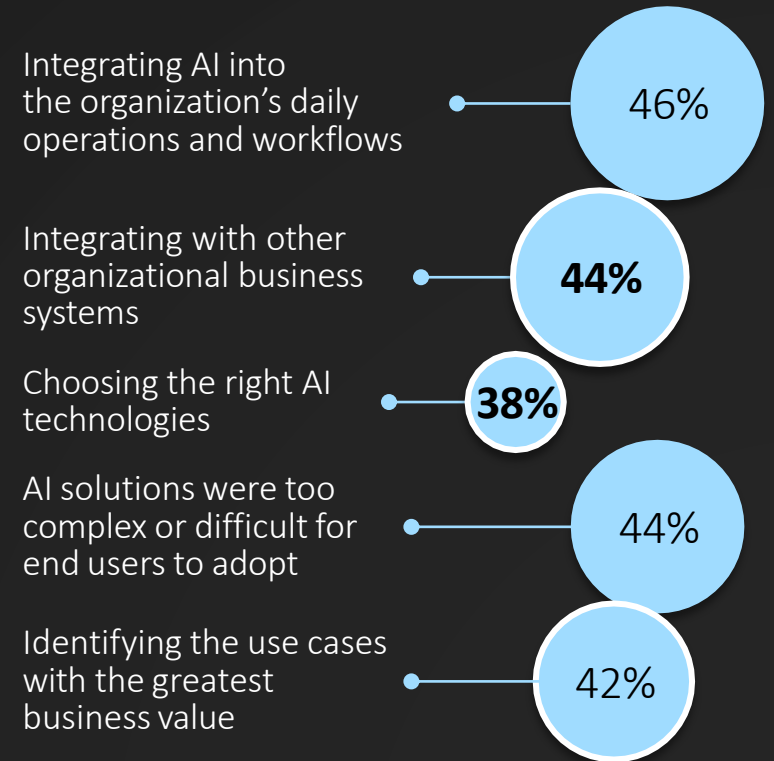 Integrating AI into
the organization’s daily
operations and workflows
46%
Integrating with other
organizational business
systems
44%
Choosing the right AI
technologies
38%
AI solutions were too
complex or difficult for
end users to adopt
44%
Identifying the use cases
with the greatest
business value
42%